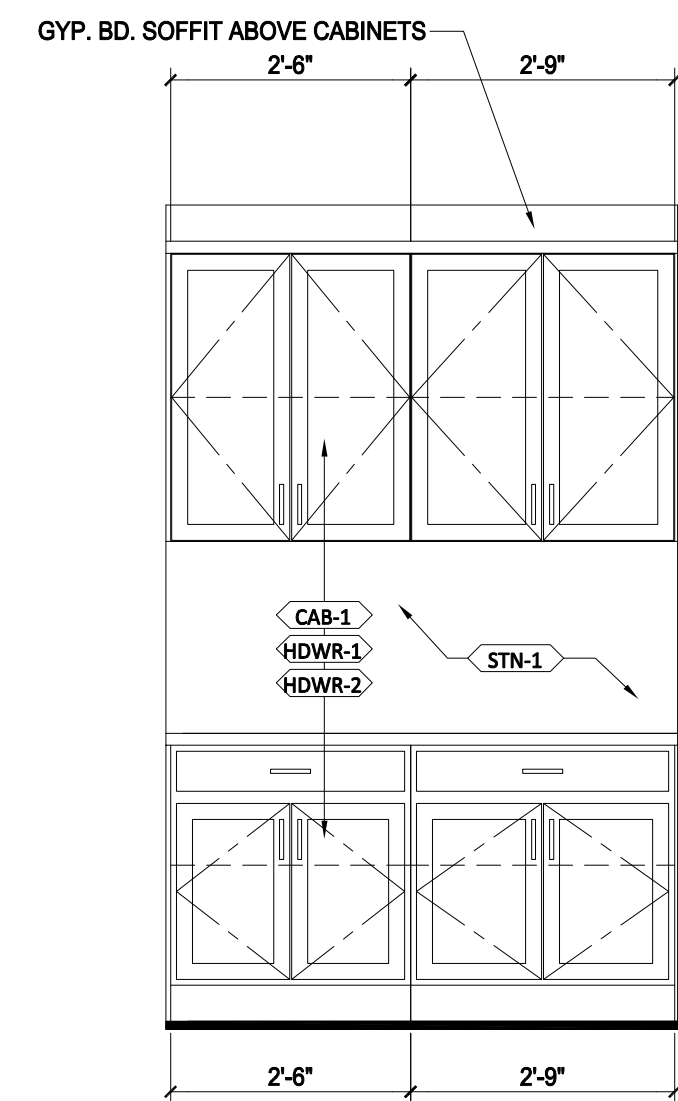 GYP. BD. SOFFIT ABOVE CABINETS
2'-6" 2'-9"
CAB-1
HDWR-1
STN-1
HDWR-2
2'-6" 2'-9"